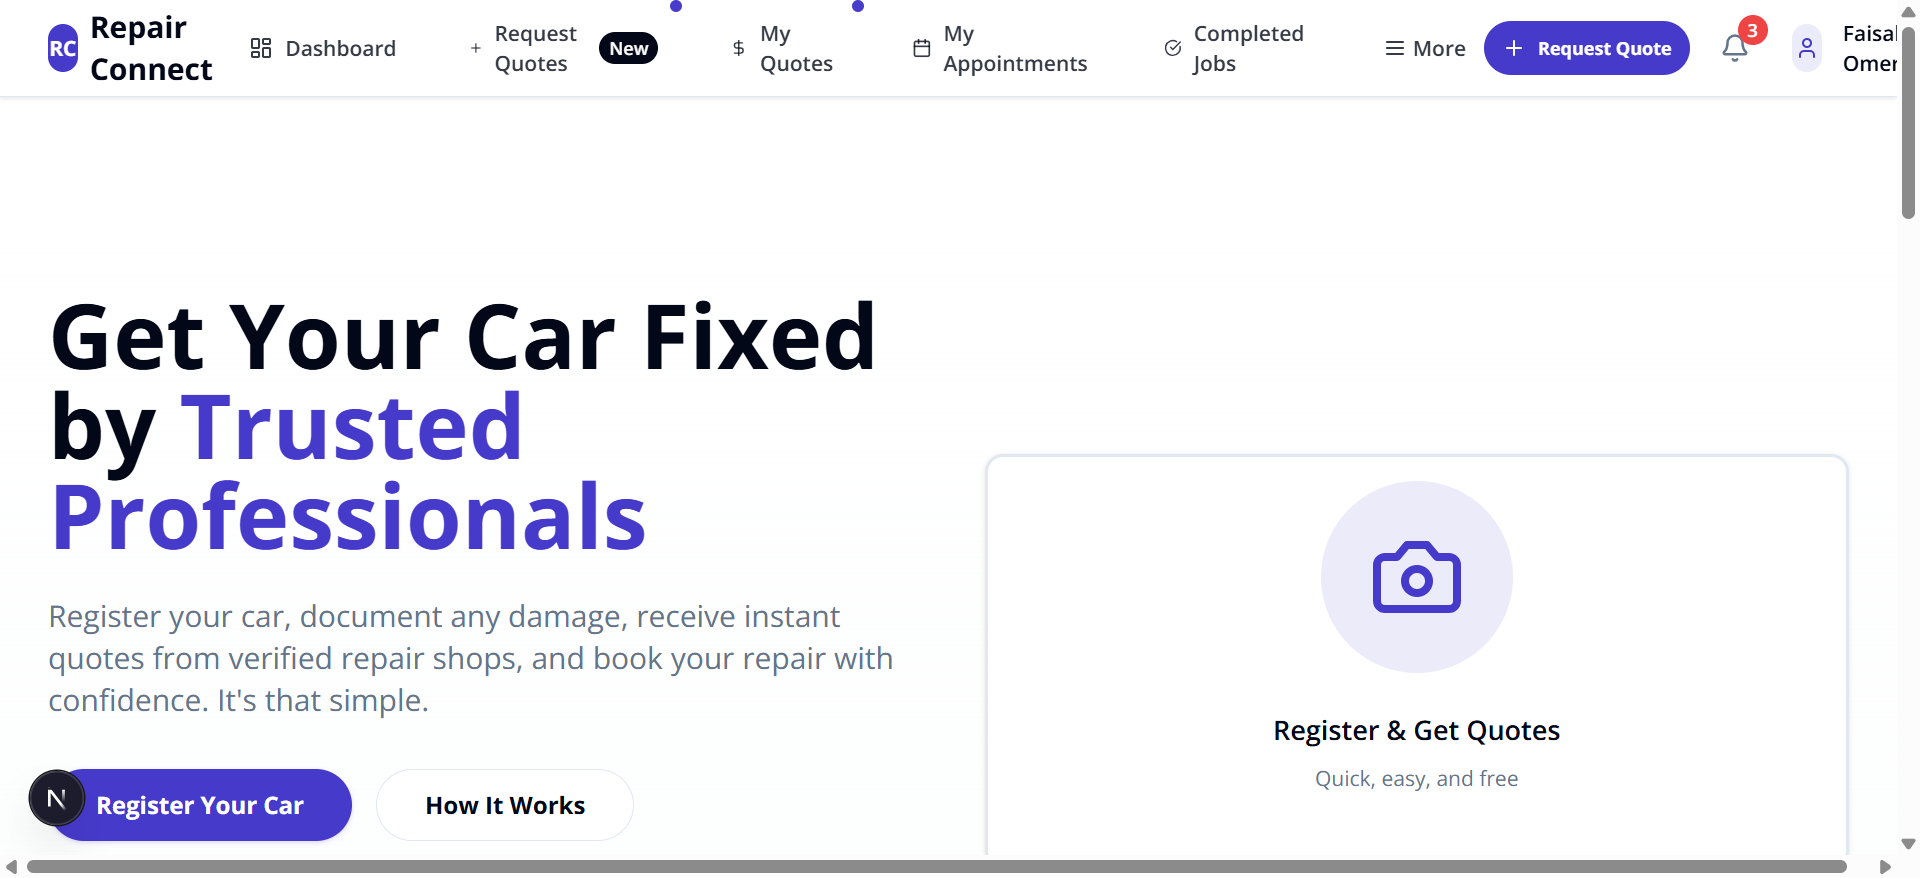 RC
Repair
Connect
Dashboard
Request
Quotes
New
My
Quotes
My
Appointments
Completed
Jobs
More
Request Quote
3
Faisal
Omer
Get Your Car Fixed
by Trusted
Professionals
Register your car, document any damage, receive instant
quotes from verified repair shops, and book your repair with
confidence. It's that simple.
N
Register Your Car
How It Works
Register & Get Quotes
Quick, easy, and free